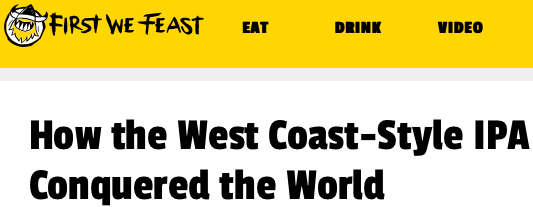 FIRST WE FEAST EAT DRINK VIDEO
How the West Coast-Style IPA
Conquered the World